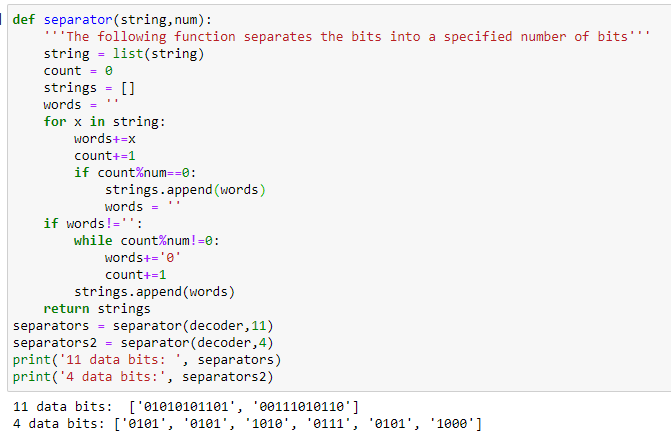 def separator(string,num):
    '''The following function separates the bits into a specified number of bits'''
    string = list(string)
    count = 0
    strings = []
    words = ''
    for x in string:
        words+=x
        count+=1
        if count%num==0:
            strings.append(words)
            words = ''
    if words!='':
        while count%num!=0:
            words+='0'
            count+=1
        strings.append(words)
    return strings
separators = separator(decoder,11)
separators2 = separator(decoder,4)
print('11 data bits: ', separators)
print('4 data bits:', separators2)
11 data bits:  ['01010101101', '00111010110']
4 data bits: ['0101', '0101', '1010', '0111', '0101', '1000']